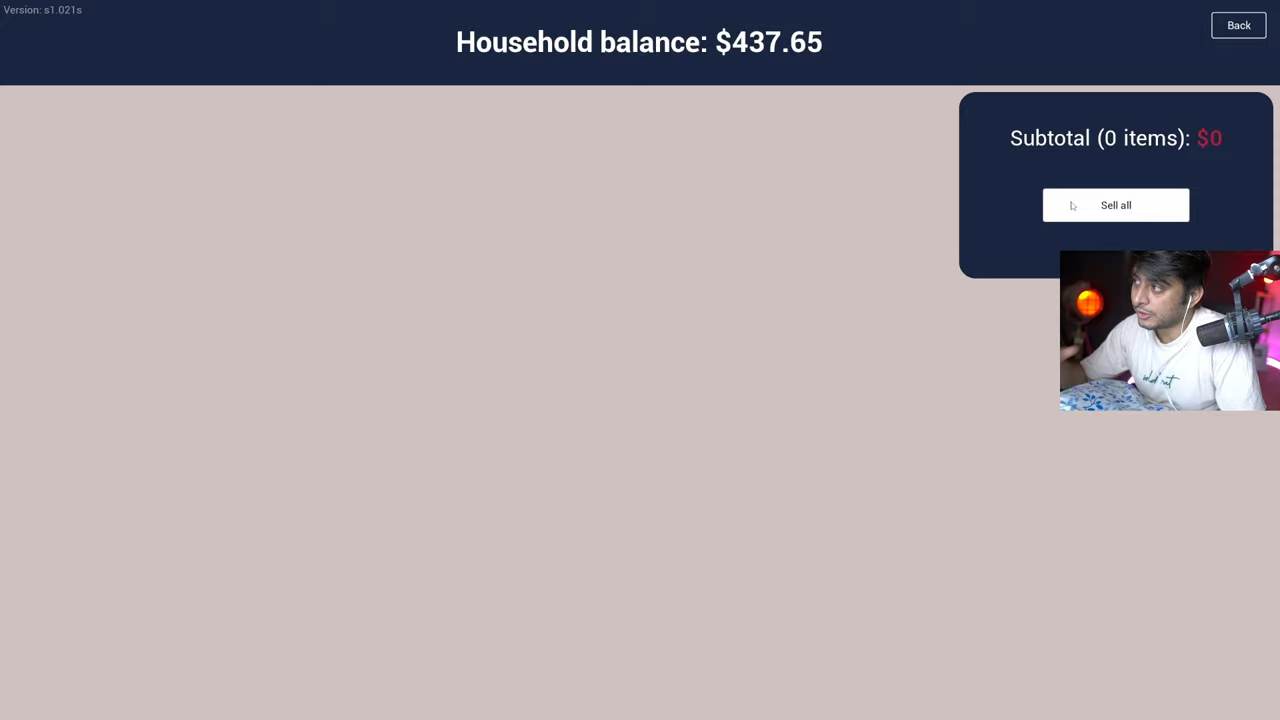 Version: s1.021s
Household balance: $437.65
Back
Subtotal (0 items): $0
Sell all